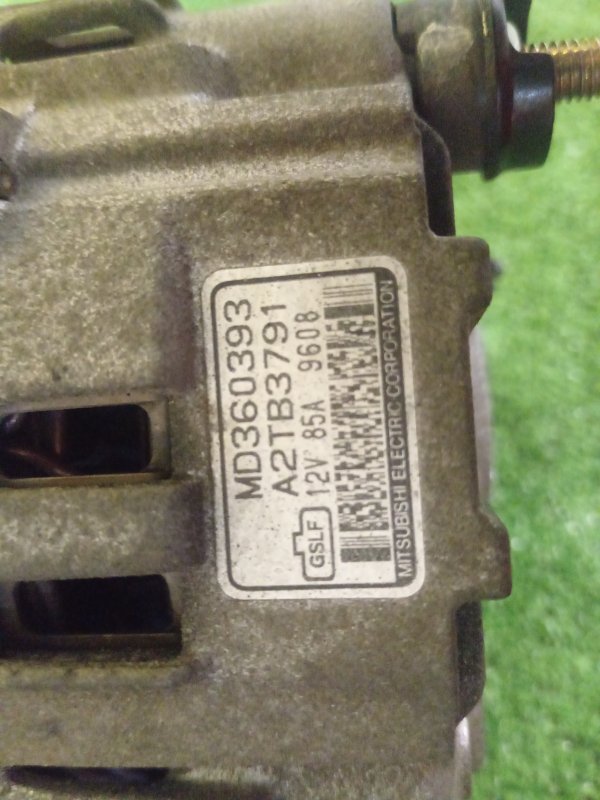 MD360393
A2TB3791
12V 85A 9608
GSLF
MITSUBISHI ELECTRIC CORPORATION